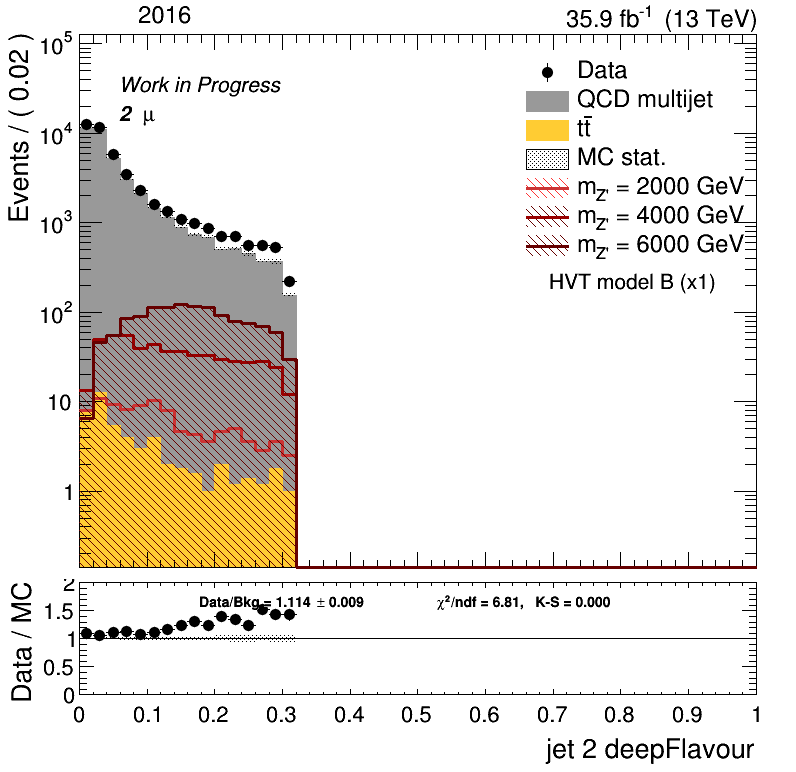 2016
35.9 fb⁻¹ (13 TeV)
Events / ( 0.02 )
10⁵
10⁴
10³
10²
10
1
Work in Progress
2 μ
Data
QCD multijet
tt̄
MC stat.
m_Z' = 2000 GeV
m_Z' = 4000 GeV
m_Z' = 6000 GeV
HVT model B (x1)
Data / MC
2
1.5
1
0.5
0
Data/Bkg = 1.114 ± 0.009
χ²/ndf = 6.81, K-S = 0.000
0 0.1 0.2 0.3 0.4 0.5 0.6 0.7 0.8 0.9 1
jet 2 deepFlavour